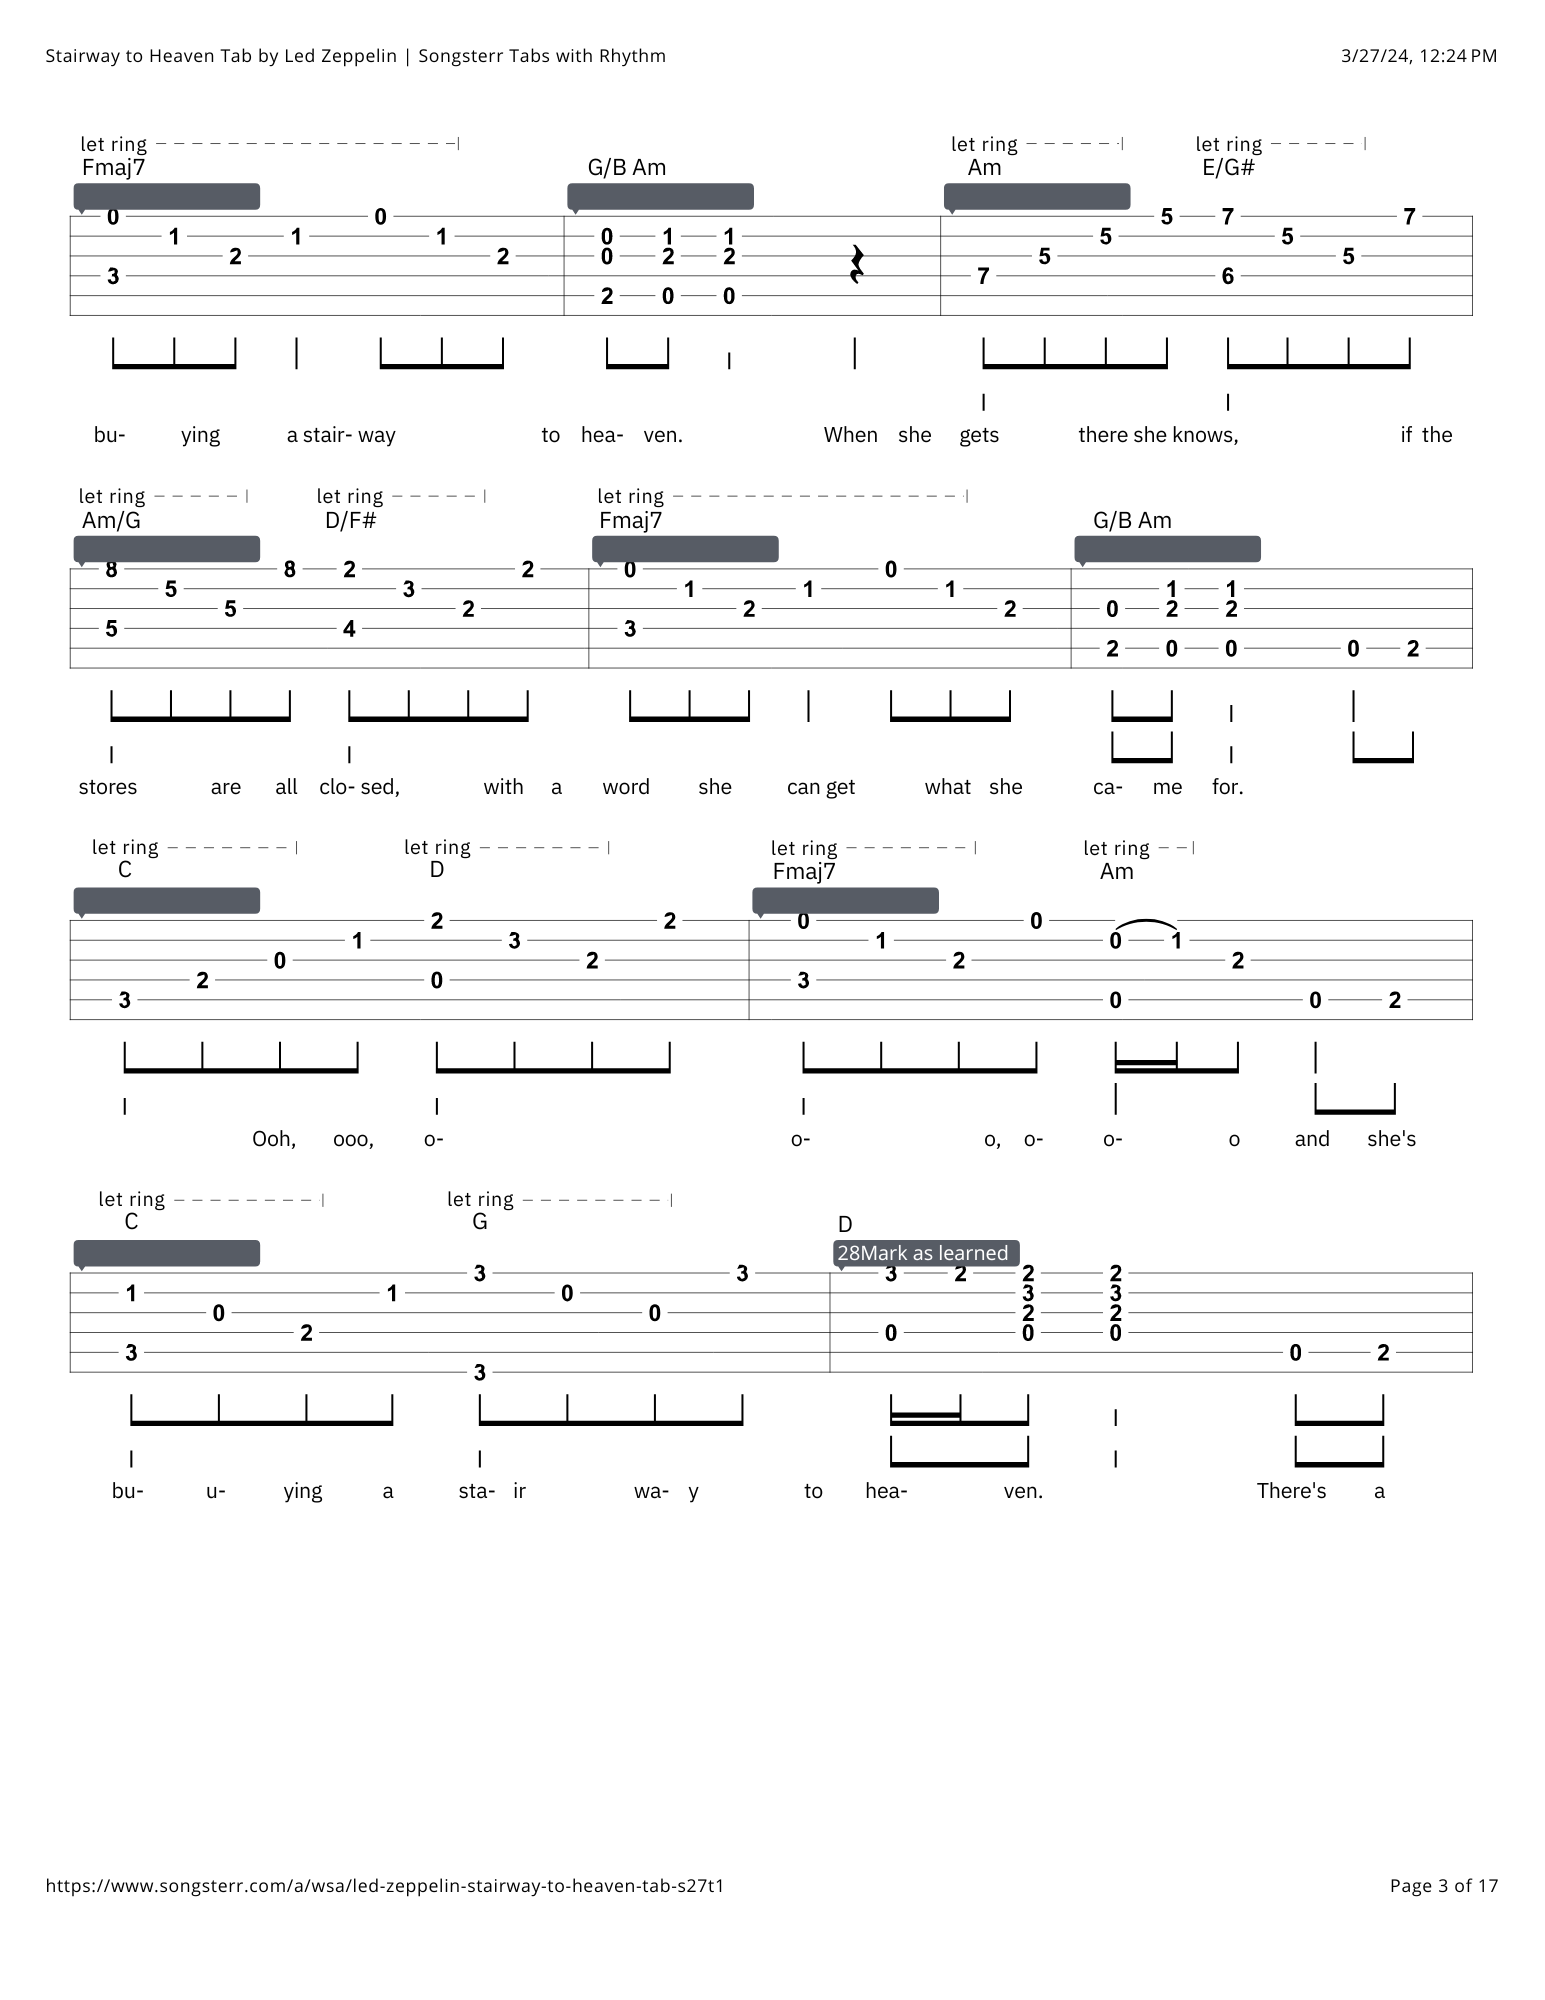 Stairway to Heaven Tab by Led Zeppelin | Songsterr Tabs with Rhythm 3/27/24, 12:24 PM
let ring let ring let ring
Fmaj7 G/B Am Am E/G#
0 0 5 7 7
1 1 0 1 1 1 5 5
2 2 0 2 2 5 5
3 7 6
2 0 0
bu- ying a stair- way to hea- ven. When she gets there she knows, if the
let ring let ring let ring
Am/G D/F# Fmaj7 G/B Am
8 8 2 2 0 0
5 3 1 1 1 1 1
5 2 2 2 0 2 2
5 4 3
2 0 0 0 2
stores are all clo- sed, with a word she can get what she ca- me for.
let ring let ring let ring let ring
C D Fmaj7 Am
2 2 0 0
1 3 1 0 1
0 2 2 2
2 0 3
3 0 0 2
Ooh, ooo, o- o- o, o- o- o and she's
let ring let ring
C G D
28Mark as learned
3 3 3 2 2 2
1 1 0 3 3
0 0 2 2
2 0 0 0
3 0 2
3
bu- u- ying a sta- ir wa- y to hea- ven. There's a
https://www.songsterr.com/a/wsa/led-zeppelin-stairway-to-heaven-tab-s27t1 Page 3 of 17